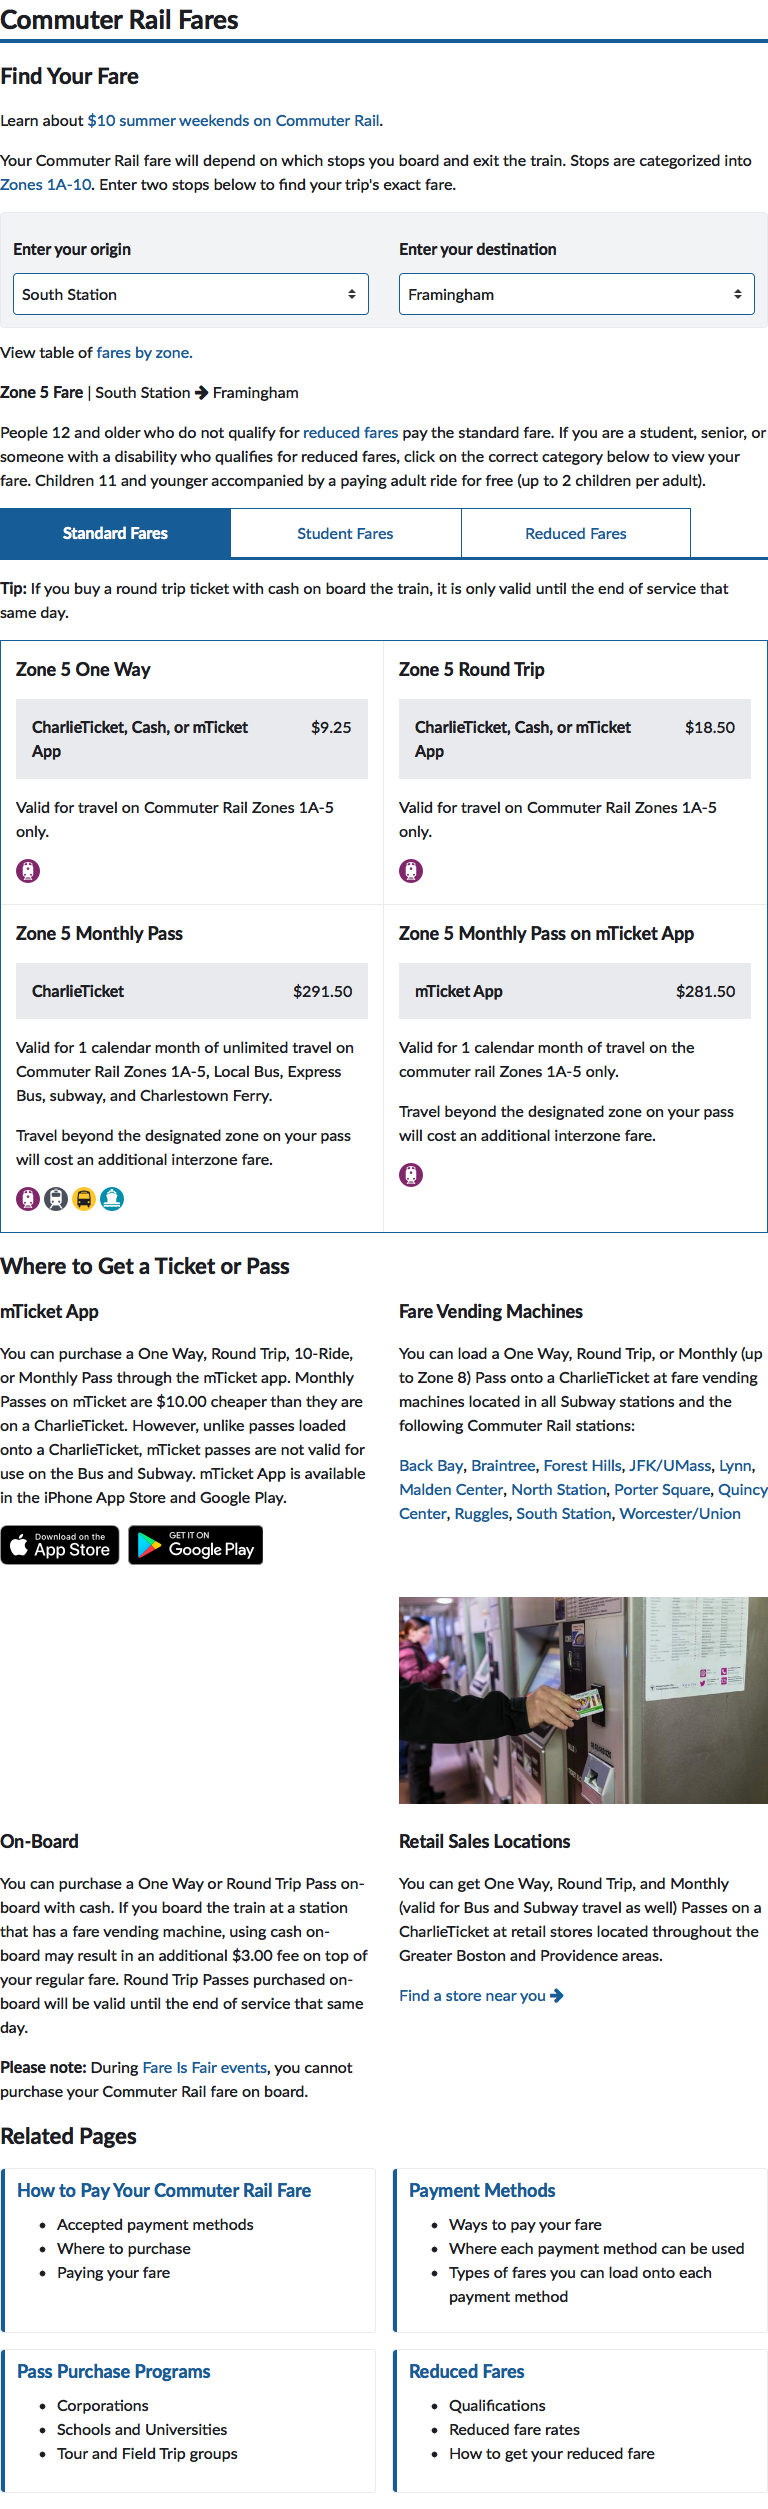 Commuter Rail Fares
Find Your Fare
Learn about $10 summer weekends on Commuter Rail.
Your Commuter Rail fare will depend on which stops you board and exit the train. Stops are categorized into
Zones 1A-10. Enter two stops below to find your trip's exact fare.
Enter your origin
South Station
Enter your destination
Framingham
View table of fares by zone.
Zone 5 Fare | South Station → Framingham
People 12 and older who do not qualify for reduced fares pay the standard fare. If you are a student, senior, or
someone with a disability who qualifies for reduced fares, click on the correct category below to view your
fare. Children 11 and younger accompanied by a paying adult ride for free (up to 2 children per adult).
Standard Fares
Student Fares
Reduced Fares
Tip: If you buy a round trip ticket with cash on board the train, it is only valid until the end of service that
same day.
Zone 5 One Way
CharlieTicket, Cash, or mTicket $9.25
App
Valid for travel on Commuter Rail Zones 1A-5
only.
Zone 5 Round Trip
CharlieTicket, Cash, or mTicket $18.50
App
Valid for travel on Commuter Rail Zones 1A-5
only.
Zone 5 Monthly Pass
CharlieTicket $291.50
Valid for 1 calendar month of unlimited travel on
Commuter Rail Zones 1A-5, Local Bus, Express
Bus, subway, and Charlestown Ferry.
Travel beyond the designated zone on your pass
will cost an additional interzone fare.
Zone 5 Monthly Pass on mTicket App
mTicket App $281.50
Valid for 1 calendar month of travel on the
commuter rail Zones 1A-5 only.
Travel beyond the designated zone on your pass
will cost an additional interzone fare.
Where to Get a Ticket or Pass
mTicket App
You can purchase a One Way, Round Trip, 10-Ride,
or Monthly Pass through the mTicket app. Monthly
Passes on mTicket are $10.00 cheaper than they are
on a CharlieTicket. However, unlike passes loaded
onto a CharlieTicket, mTicket passes are not valid for
use on the Bus and Subway. mTicket App is available
in the iPhone App Store and Google Play.
Download on the
App Store
GET IT ON
Google Play
Fare Vending Machines
You can load a One Way, Round Trip, or Monthly (up
to Zone 8) Pass onto a CharlieTicket at fare vending
machines located in all Subway stations and the
following Commuter Rail stations:
Back Bay, Braintree, Forest Hills, JFK/UMass, Lynn,
Malden Center, North Station, Porter Square, Quincy
Center, Ruggles, South Station, Worcester/Union
On-Board
You can purchase a One Way or Round Trip Pass on-
board with cash. If you board the train at a station
that has a fare vending machine, using cash on-
board may result in an additional $3.00 fee on top of
your regular fare. Round Trip Passes purchased on-
board will be valid until the end of service that same
day.
Please note: During Fare Is Fair events, you cannot
purchase your Commuter Rail fare on board.
Retail Sales Locations
You can get One Way, Round Trip, and Monthly
(valid for Bus and Subway travel as well) Passes on a
CharlieTicket at retail stores located throughout the
Greater Boston and Providence areas.
Find a store near you →
Related Pages
How to Pay Your Commuter Rail Fare
• Accepted payment methods
• Where to purchase
• Paying your fare
Payment Methods
• Ways to pay your fare
• Where each payment method can be used
• Types of fares you can load onto each
payment method
Pass Purchase Programs
• Corporations
• Schools and Universities
• Tour and Field Trip groups
Reduced Fares
• Qualifications
• Reduced fare rates
• How to get your reduced fare